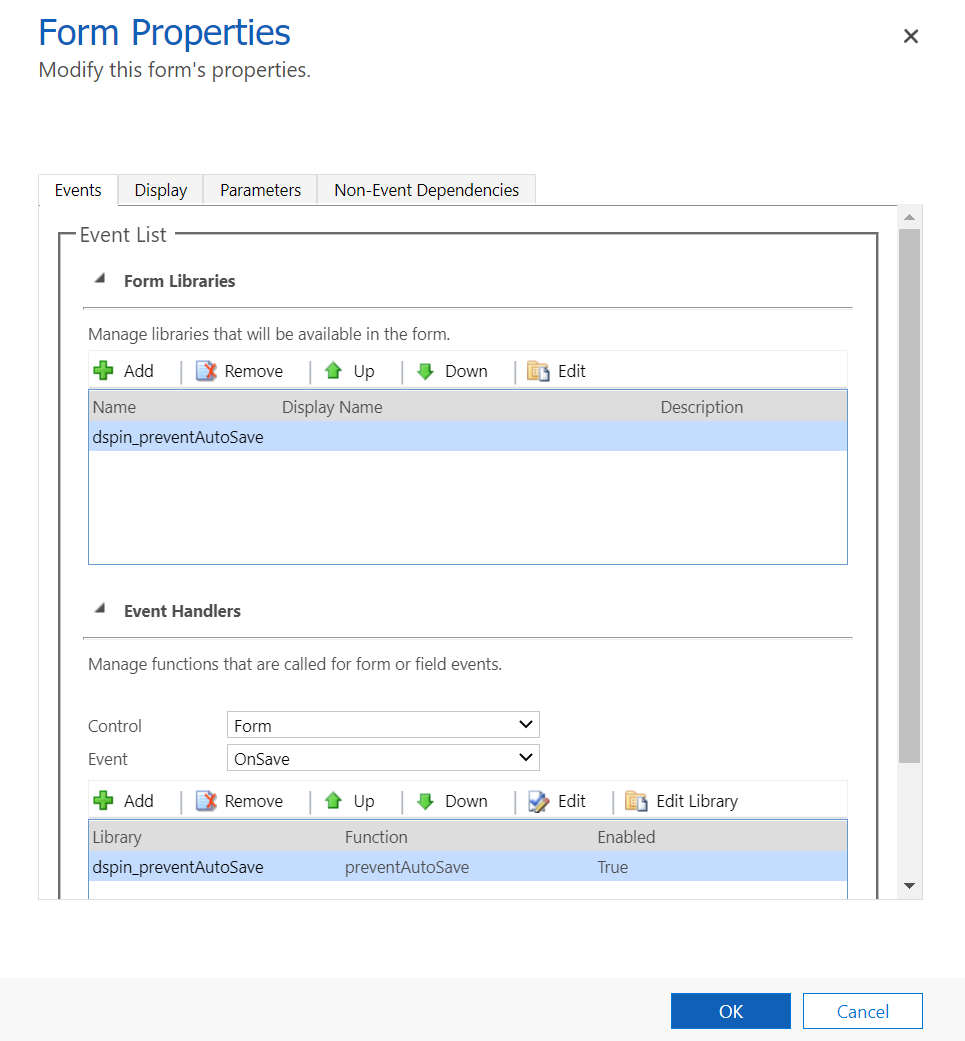 Form Properties
Modify this form's properties.
Events Display Parameters Non-Event Dependencies
Event List
Form Libraries
Manage libraries that will be available in the form.
Add Remove Up Down Edit
Name Display Name Description
dspin_preventAutoSave
Event Handlers
Manage functions that are called for form or field events.
Control Form
Event OnSave
Add Remove Up Down Edit Edit Library
Library Function Enabled
dspin_preventAutoSave preventAutoSave True
OK Cancel